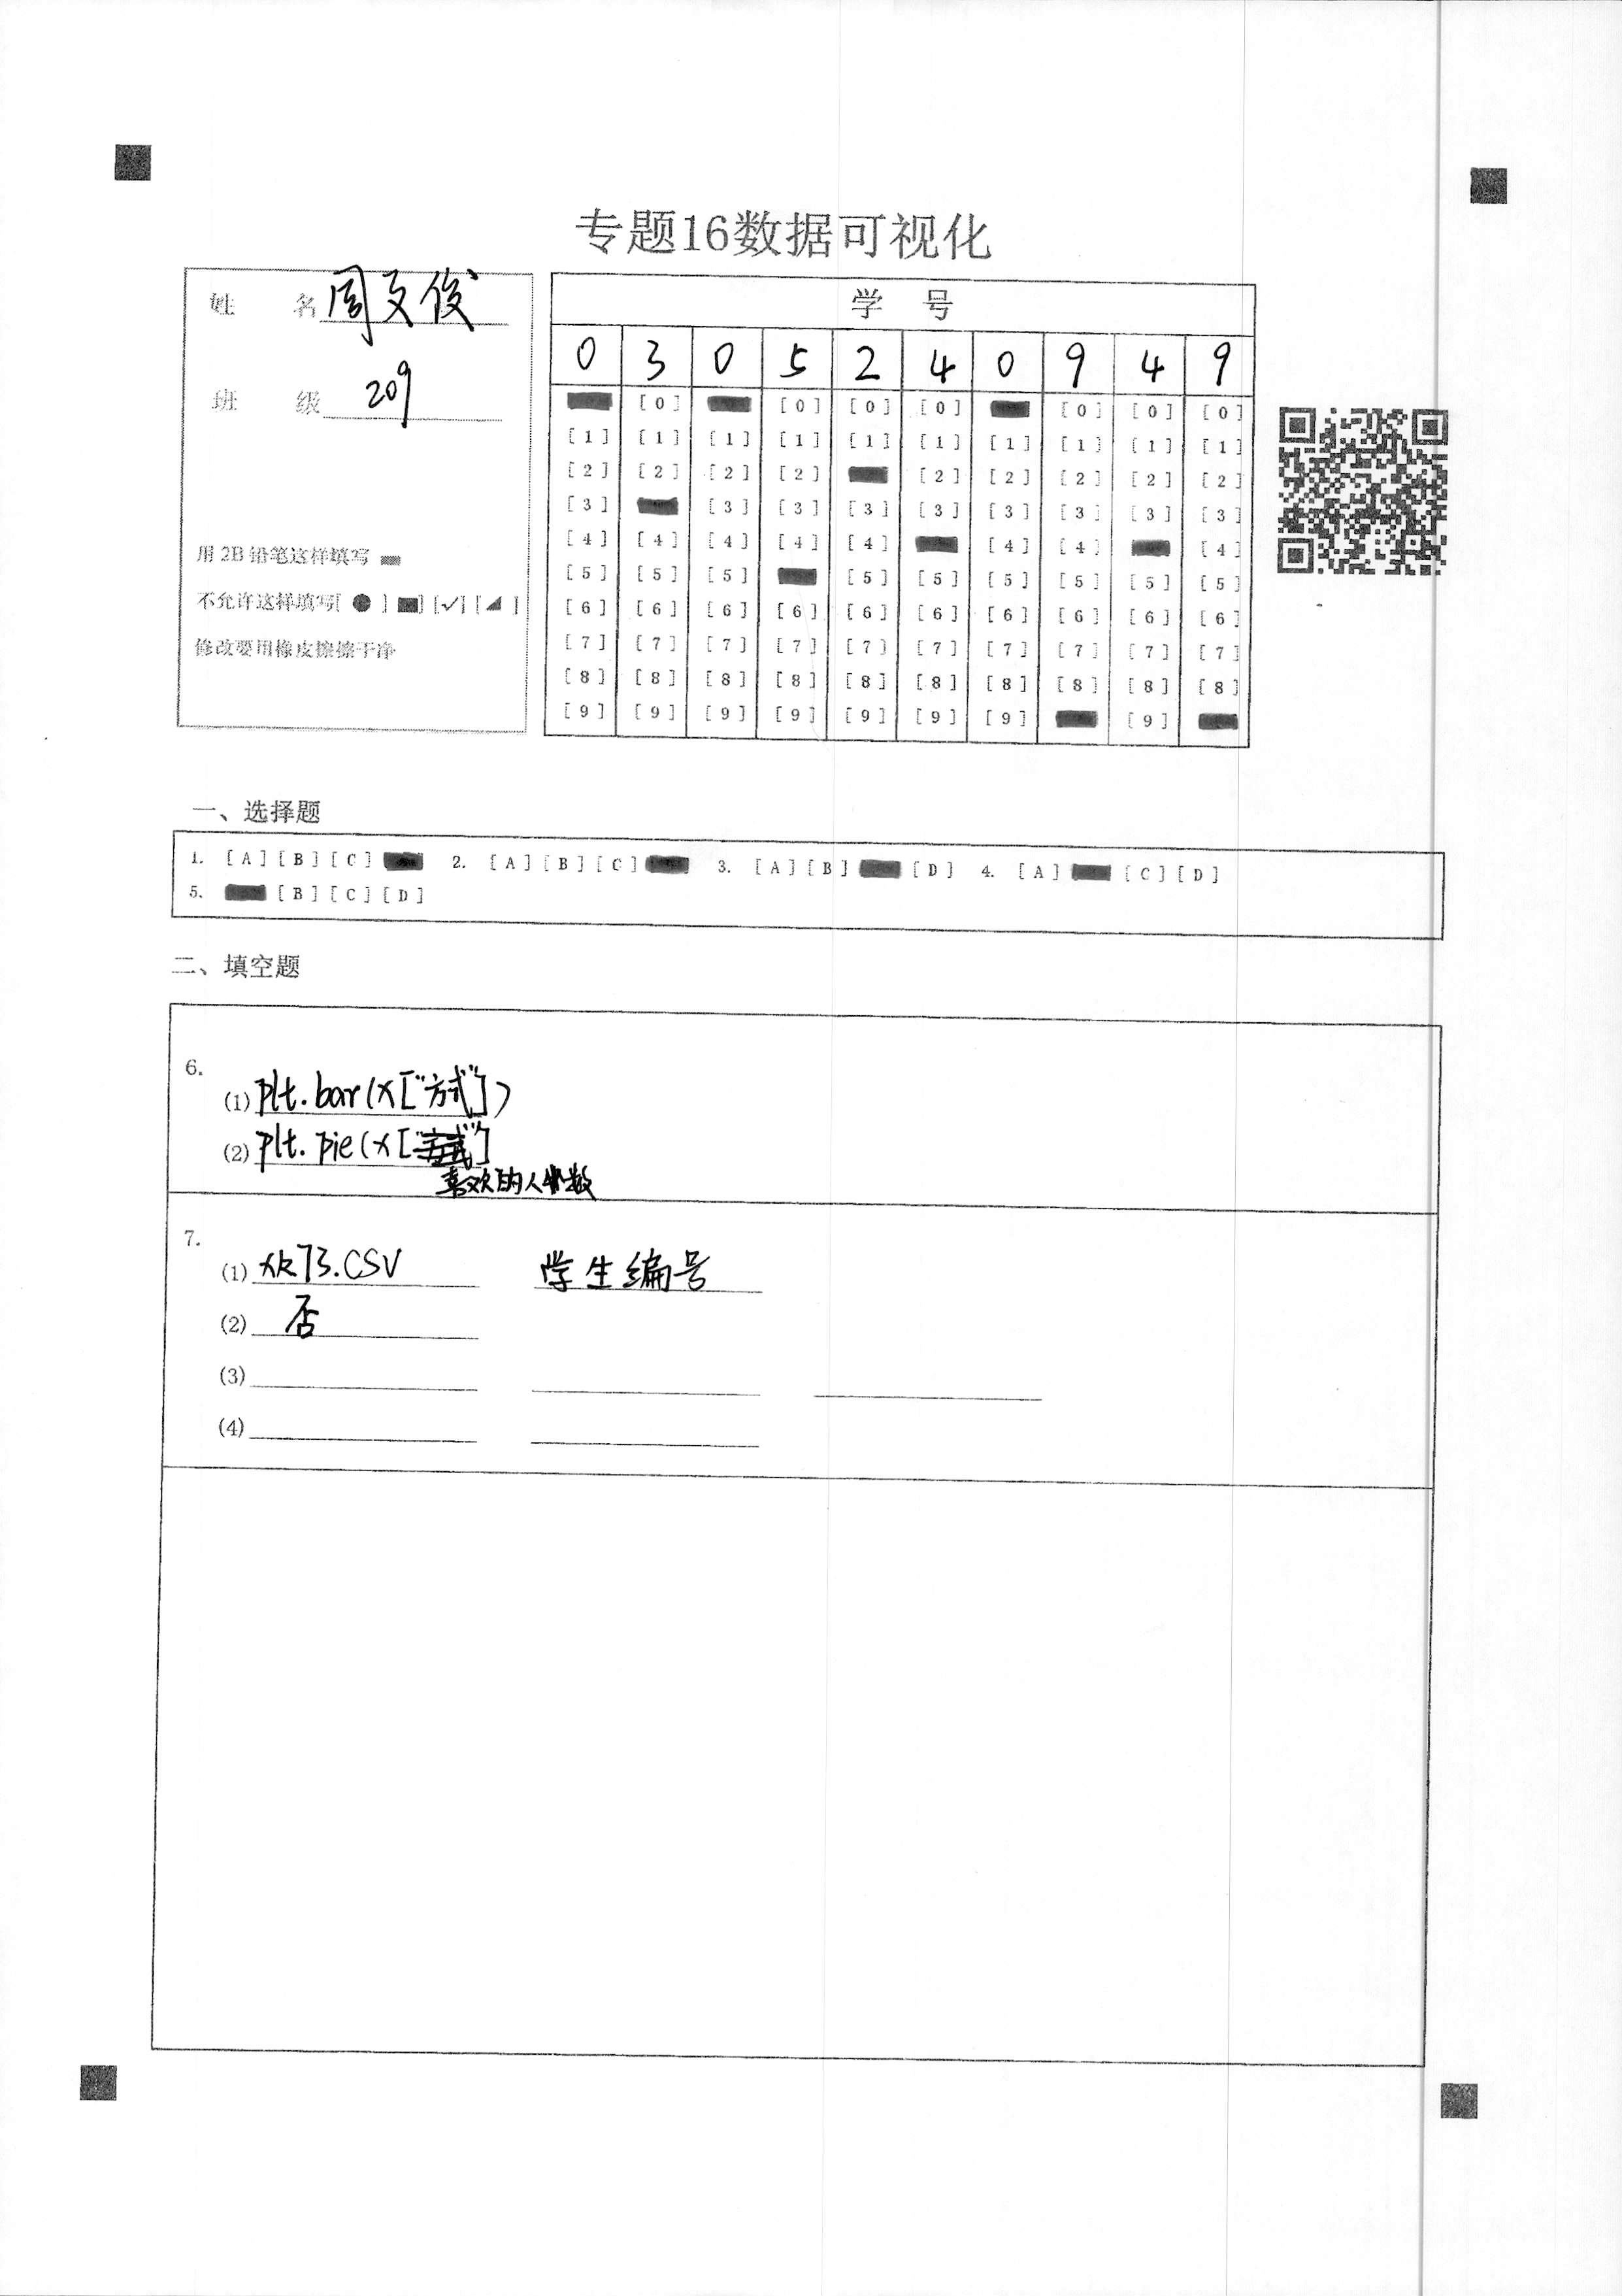 专题16数据可视化
姓 名 周文俊
班 级 209
用 2B 铅笔这样填写
不允许这样填写[ ● ] [■] [✓] [◢ ]
修改要用橡皮擦擦干净
学 号
0 3 0 5 2 4 0 9 4 9
[0] [0] [0] [0] [0] [0] [0]
[1] [1] [1] [1] [1] [1] [1] [1] [1] [1]
[2] [2] [2] [2] [2] [2] [2] [2] [2]
[3] [3] [3] [3] [3] [3] [3] [3] [3]
[4] [4] [4] [4] [4] [4] [4] [4]
[5] [5] [5] [5] [5] [5] [5] [5] [5]
[6] [6] [6] [6] [6] [6] [6] [6] [6] [6]
[7] [7] [7] [7] [7] [7] [7] [7] [7] [7]
[8] [8] [8] [8] [8] [8] [8] [8] [8] [8]
[9] [9] [9] [9] [9] [9] [9] [9]
一、选择题
1. [A] [B] [C] 2. [A] [B] [C] 3. [A] [B] [D] 4. [A] [C] [D]
5. [B] [C] [D]
二、填空题
6.
(1) plt.bar(x["方式"])
(2) plt.pie(x[""]
喜欢的人数
7.
(1) xk73.csv 学生编号
(2) 否
(3)
(4)